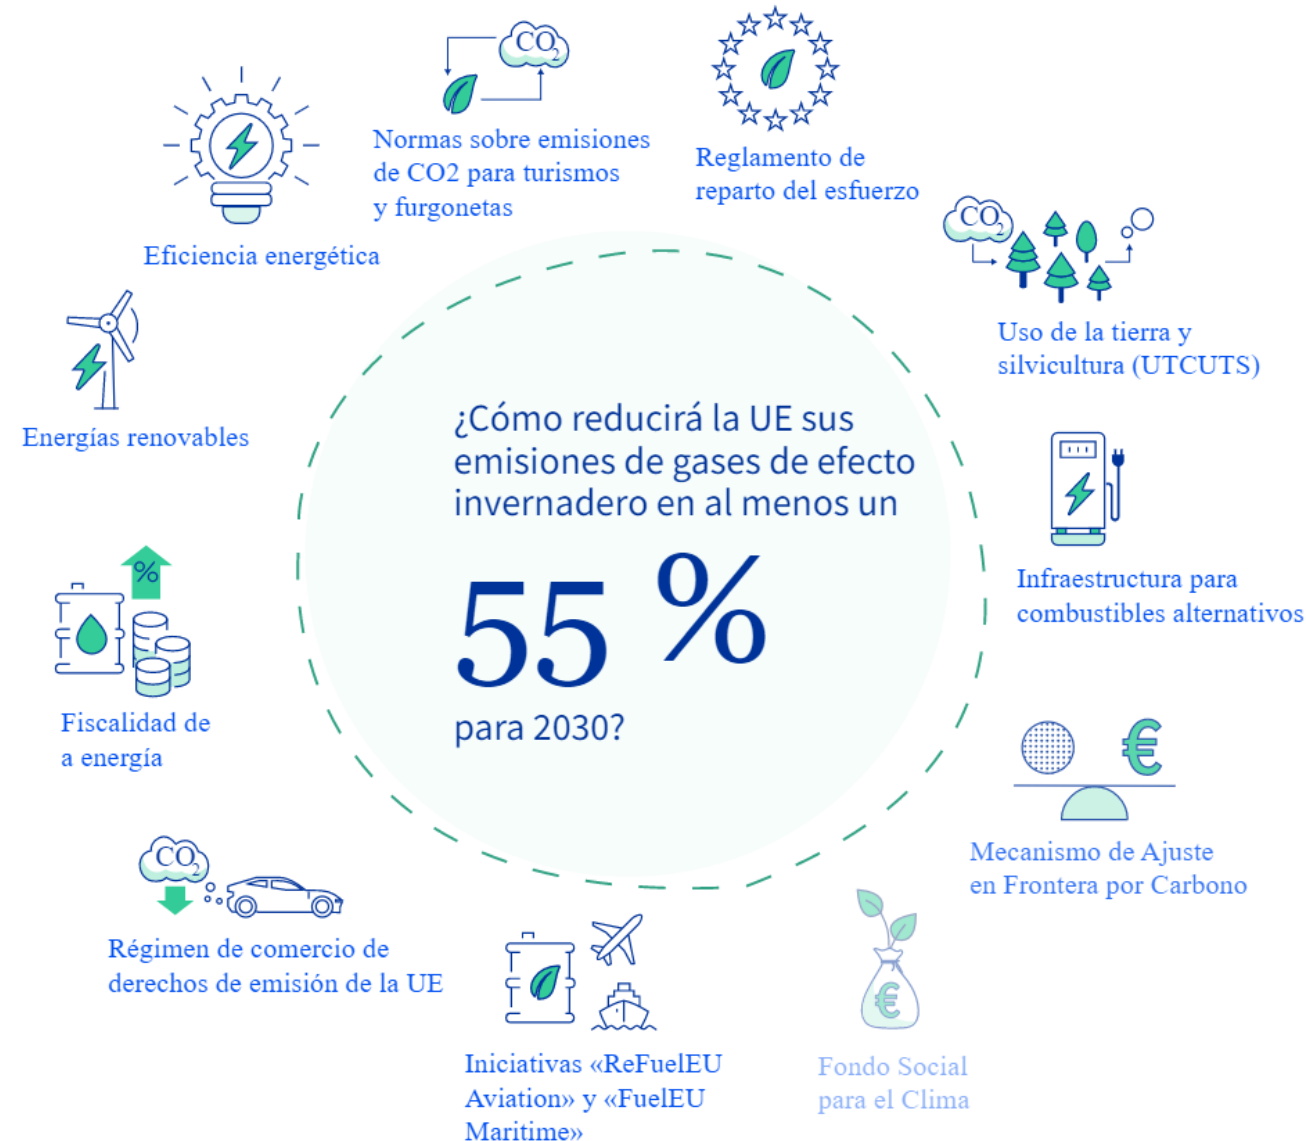 CO2
Normas sobre emisiones
de CO2 para turismos
y furgonetas
Reglamento de
reparto del esfuerzo
CO2
Uso de la tierra y
silvicultura (UTCUTS)
Infraestructura para
combustibles alternativos
€
Mecanismo de Ajuste
en Frontera por Carbono
€
Fondo Social
para el Clima
Iniciativas «ReFuelEU
Aviation» y «FuelEU
Maritime»
CO2
Régimen de comercio de
derechos de emisión de la UE
%
Fiscalidad de
a energía
Energías renovables
Eficiencia energética
¿Cómo reducirá la UE sus
emisiones de gases de efecto
invernadero en al menos un
55 %
para 2030?